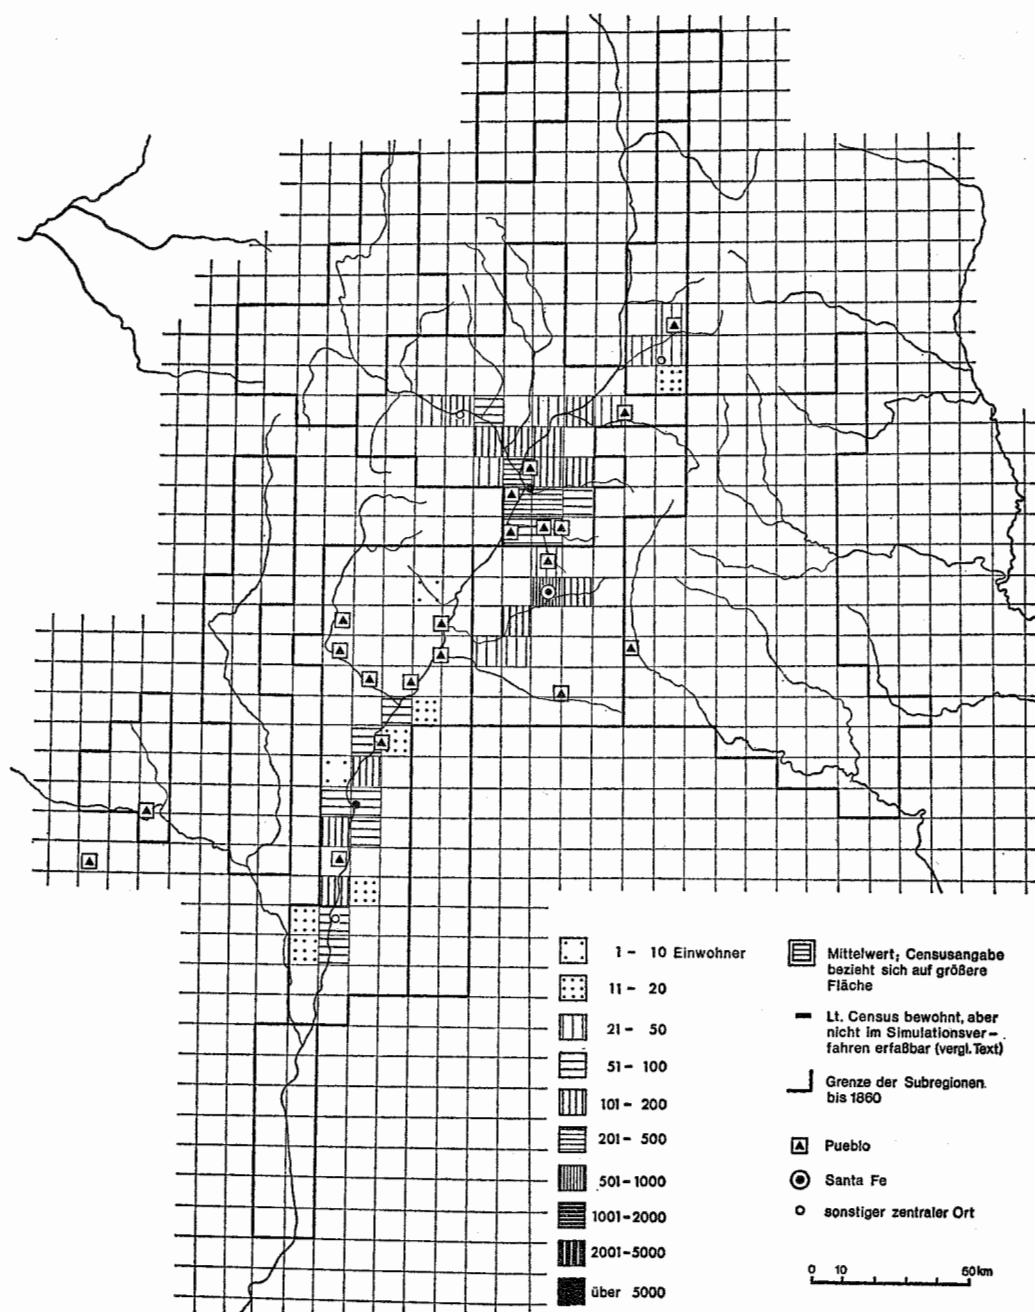 1 - 10 Einwohner
11 - 20
21 - 50
51 - 100
101 - 200
201 - 500
501 - 1000
1001 - 2000
2001 - 5000
über 5000
Mittelwert; Censusangabe
bezieht sich auf größere
Fläche
Lt. Census bewohnt, aber
nicht im Simulationsver-
fahren erfaßbar (vergl. Text)
Grenze der Subregionen
bis 1860
Pueblo
Santa Fe
sonstiger zentraler Ort
0 10 50 km